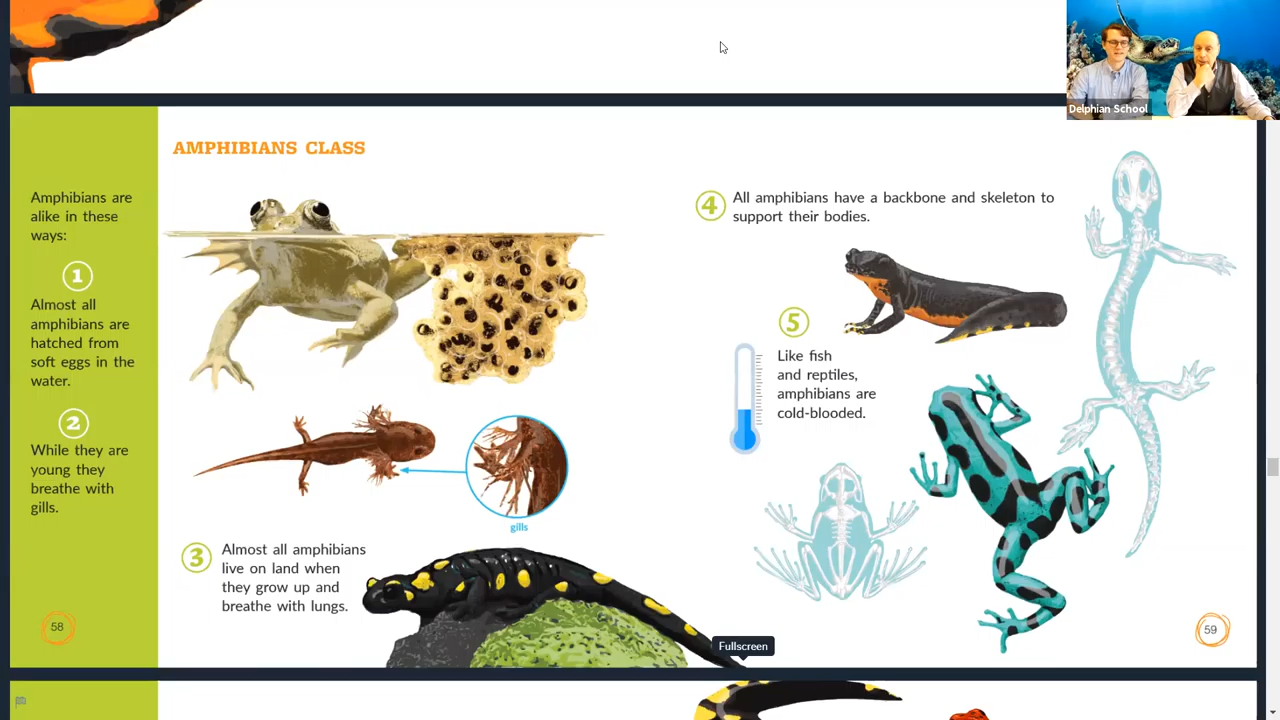 Delphian School
AMPHIBIANS CLASS
Amphibians are
alike in these
ways:
1
Almost all
amphibians are
hatched from
soft eggs in the
water.
2
While they are
young they
breathe with
gills.
gills
3
Almost all amphibians
live on land when
they grow up and
breathe with lungs.
58
4
All amphibians have a backbone and skeleton to
support their bodies.
5
Like fish
and reptiles,
amphibians are
cold-blooded.
Fullscreen
59